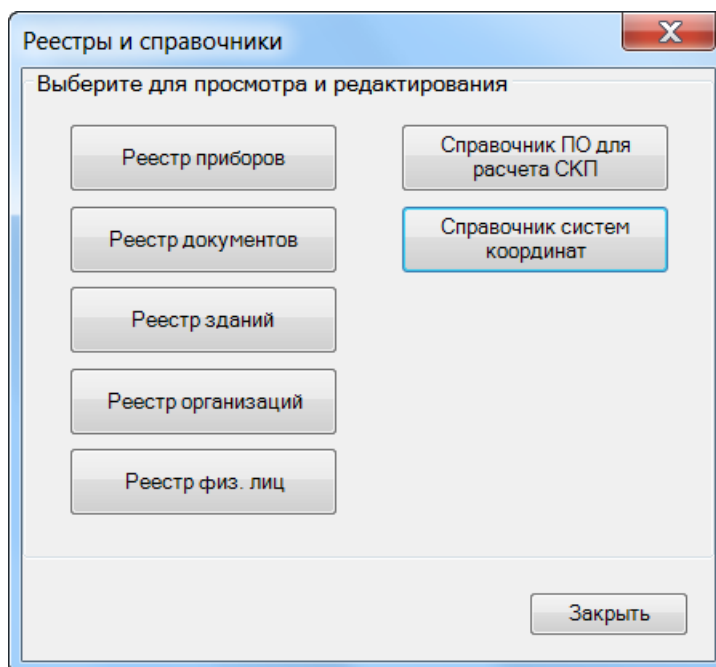 Реестры и справочники
Выберите для просмотра и редактирования
Реестр приборов
Справочник ПО для
расчета СКП
Реестр документов
Справочник систем
координат
Реестр зданий
Реестр организаций
Реестр физ. лиц
Закрыть